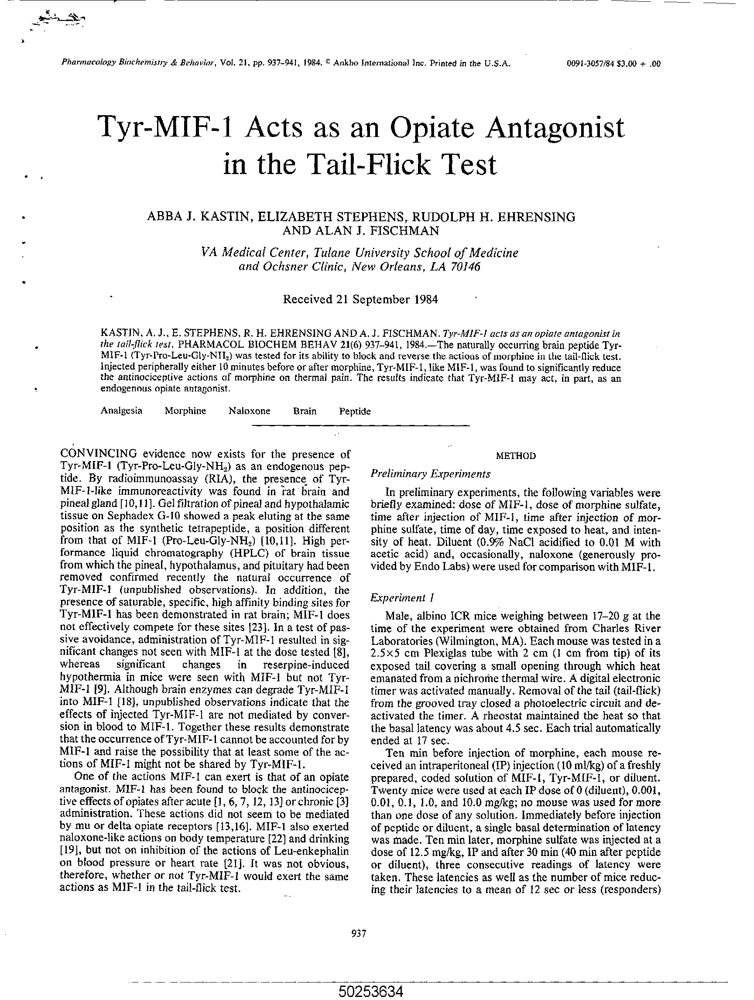 Pharmacology Biochemistry & Behavior, Vol. 21, pp. 937–941, 1984. © Ankho International Inc. Printed in the U.S.A. 0091-3057/84 $3.00 + .00
Tyr-MIF-1 Acts as an Opiate Antagonist
in the Tail-Flick Test
ABBA J. KASTIN, ELIZABETH STEPHENS, RUDOLPH H. EHRENSING
AND ALAN J. FISCHMAN
VA Medical Center, Tulane University School of Medicine
and Ochsner Clinic, New Orleans, LA 70146
Received 21 September 1984
KASTIN, A. J., E. STEPHENS, R. H. EHRENSING AND A. J. FISCHMAN. Tyr-MIF-1 acts as an opiate antagonist in
the tail-flick test. PHARMACOL BIOCHEM BEHAV 21(6) 937–941, 1984.—The naturally occurring brain peptide Tyr-
MIF-1 (Tyr-Pro-Leu-Gly-NH₂) was tested for its ability to block and reverse the actions of morphine in the tail-flick test.
Injected peripherally either 10 minutes before or after morphine, Tyr-MIF-1, like MIF-1, was found to significantly reduce
the antinociceptive actions of morphine on thermal pain. The results indicate that Tyr-MIF-1 may act, in part, as an
endogenous opiate antagonist.
Analgesia Morphine Naloxone Brain Peptide
CONVINCING evidence now exists for the presence of
Tyr-MIF-1 (Tyr-Pro-Leu-Gly-NH₂) as an endogenous pep-
tide. By radioimmunoassay (RIA), the presence of Tyr-
MIF-1-like immunoreactivity was found in rat brain and
pineal gland [10,11]. Gel filtration of pineal and hypothalamic
tissue on Sephadex G-10 showed a peak eluting at the same
position as the synthetic tetrapeptide, a position different
from that of MIF-1 (Pro-Leu-Gly-NH₂) [10,11]. High per-
formance liquid chromatography (HPLC) of brain tissue
from which the pineal, hypothalamus, and pituitary had been
removed confirmed recently the natural occurrence of
Tyr-MIF-1 (unpublished observations). In addition, the
presence of saturable, specific, high affinity binding sites for
Tyr-MIF-1 has been demonstrated in rat brain; MIF-1 does
not effectively compete for these sites [23]. In a test of pas-
sive avoidance, administration of Tyr-MIF-1 resulted in sig-
nificant changes not seen with MIF-1 at the dose tested [8],
whereas significant changes in reserpine-induced
hypothermia in mice were seen with MIF-1 but not Tyr-
MIF-1 [9]. Although brain enzymes can degrade Tyr-MIF-1
into MIF-1 [18], unpublished observations indicate that the
effects of injected Tyr-MIF-1 are not mediated by conver-
sion in blood to MIF-1. Together these results demonstrate
that the occurrence of Tyr-MIF-1 cannot be accounted for by
MIF-1 and raise the possibility that at least some of the ac-
tions of MIF-1 might not be shared by Tyr-MIF-1.
One of the actions MIF-1 can exert is that of an opiate
antagonist. MIF-1 has been found to block the antinocicep-
tive effects of opiates after acute [1, 6, 7, 12, 13] or chronic [3]
administration. These actions did not seem to be mediated
by mu or delta opiate receptors [13,16]. MIF-1 also exerted
naloxone-like actions on body temperature [22] and drinking
[19], but not on inhibition of the actions of Leu-enkephalin
on blood pressure or heart rate [21]. It was not obvious,
therefore, whether or not Tyr-MIF-1 would exert the same
actions as MIF-1 in the tail-flick test.
METHOD
Preliminary Experiments
In preliminary experiments, the following variables were
briefly examined: dose of MIF-1, dose of morphine sulfate,
time after injection of MIF-1, time after injection of mor-
phine sulfate, time of day, time exposed to heat, and inten-
sity of heat. Diluent (0.9% NaCl acidified to 0.01 M with
acetic acid) and, occasionally, naloxone (generously pro-
vided by Endo Labs) were used for comparison with MIF-1.
Experiment 1
Male, albino ICR mice weighing between 17–20 g at the
time of the experiment were obtained from Charles River
Laboratories (Wilmington, MA). Each mouse was tested in a
2.5×5 cm Plexiglas tube with 2 cm (1 cm from tip) of its
exposed tail covering a small opening through which heat
emanated from a nichrome thermal wire. A digital electronic
timer was activated manually. Removal of the tail (tail-flick)
from the grooved tray closed a photoelectric circuit and de-
activated the timer. A rheostat maintained the heat so that
the basal latency was about 4.5 sec. Each trial automatically
ended at 17 sec.
Ten min before injection of morphine, each mouse re-
ceived an intraperitoneal (IP) injection (10 ml/kg) of a freshly
prepared, coded solution of MIF-1, Tyr-MIF-1, or diluent.
Twenty mice were used at each IP dose of 0 (diluent), 0.001,
0.01, 0.1, 1.0, and 10.0 mg/kg; no mouse was used for more
than one dose of any solution. Immediately before injection
of peptide or diluent, a single basal determination of latency
was made. Ten min later, morphine sulfate was injected at a
dose of 12.5 mg/kg, IP and after 30 min (40 min after peptide
or diluent), three consecutive readings of latency were
taken. These latencies as well as the number of mice reduc-
ing their latencies to a mean of 12 sec or less (responders)
937
50253634